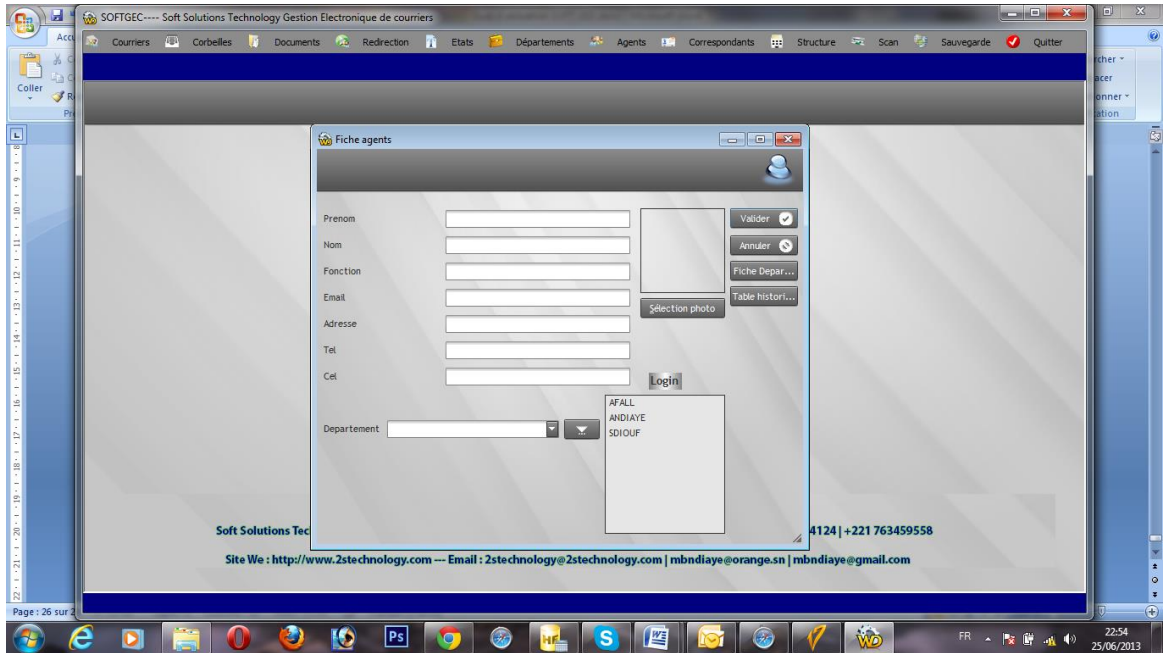 SOFTGEC---- Soft Solutions Technology Gestion Electronique de courriers
Courriers Corbeilles Documents Redirection Etats Départements Agents Correspondants Structure Scan Sauvegarde Quitter
Coller
Fiche agents
Prenom
Valider
Nom
Annuler
Fonction
Fiche Depar...
Email
Table histori...
Sélection photo
Adresse
Tel
Cel
Login
AFALL
ANDIAYE
SDIOUF
Departement
Soft Solutions Tec
4124 | +221 763459558
Site We : http://www.2stechnology.com --- Email : 2stechnology@2stechnology.com | mbndiaye@orange.sn | mbndiaye@gmail.com
Page : 26 sur 2
Ps
FR
22:54
25/06/2013